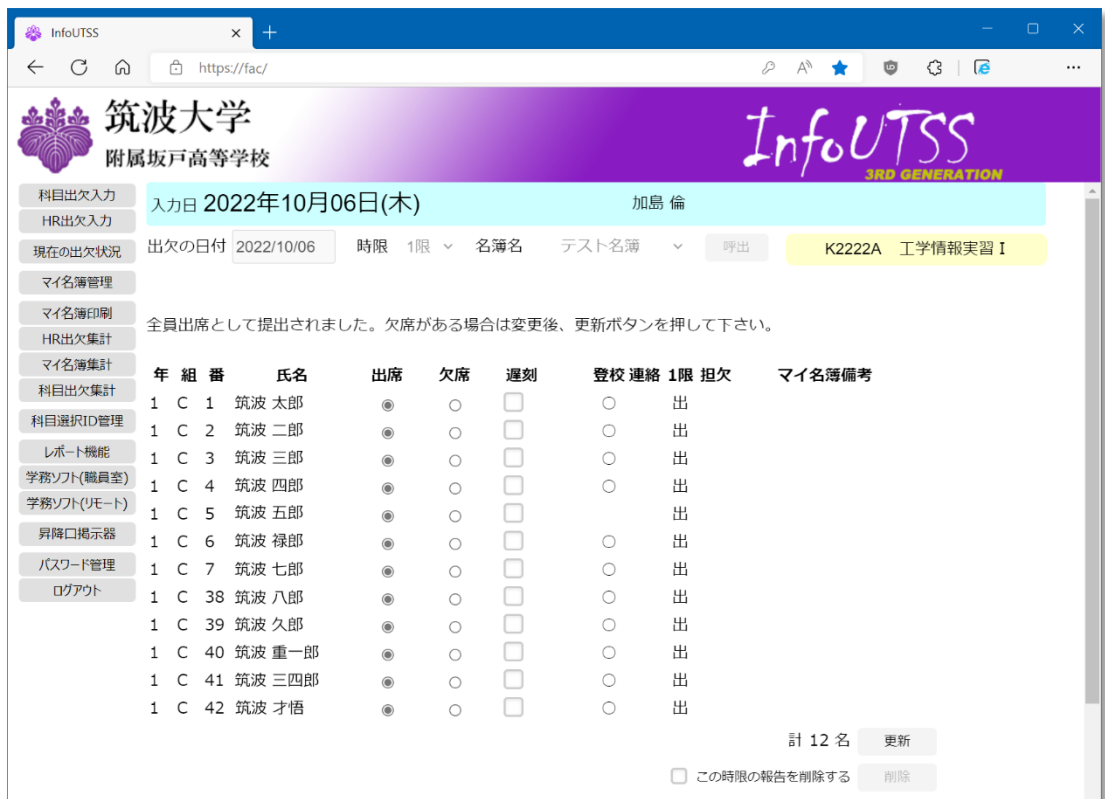 InfoUTSS
https://fac/
筑波大学
附属坂戸高等学校
InfoUTSS
3RD GENERATION
科目出欠入力
HR出欠入力
現在の出欠状況
マイ名簿管理
マイ名簿印刷
HR出欠集計
マイ名簿集計
科目出欠集計
科目選択ID管理
レポート機能
学務ソフト(職員室)
学務ソフト(リモート)
昇降口掲示器
パスワード管理
ログアウト
入力日 2022年10月06日(木) 加島 倫
出欠の日付 2022/10/06 時限 1限 名簿名 テスト名簿 呼出 K2222A 工学情報実習 I
全員出席として提出されました。欠席がある場合は変更後、更新ボタンを押して下さい。
年 組 番 氏名 出席 欠席 遅刻 登校 連絡 1限 担欠 マイ名簿備考
1 C 1 筑波 太郎 ○ 出
1 C 2 筑波 二郎 ○ 出
1 C 3 筑波 三郎 ○ 出
1 C 4 筑波 四郎 ○ 出
1 C 5 筑波 五郎 出
1 C 6 筑波 禄郎 ○ 出
1 C 7 筑波 七郎 ○ 出
1 C 38 筑波 八郎 ○ 出
1 C 39 筑波 久郎 ○ 出
1 C 40 筑波 重一郎 ○ 出
1 C 41 筑波 三四郎 ○ 出
1 C 42 筑波 才悟 ○ 出
計 12 名 更新
この時限の報告を削除する 削除